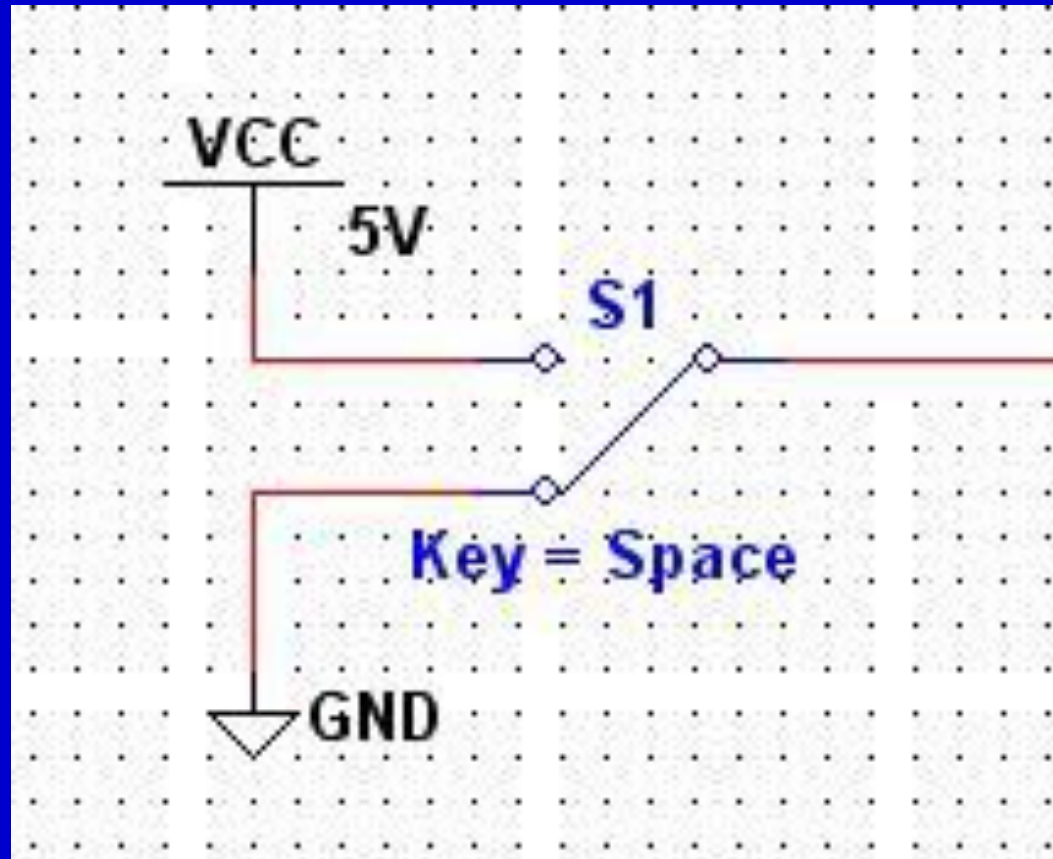 VCC
5V
S1
Key = Space
GND